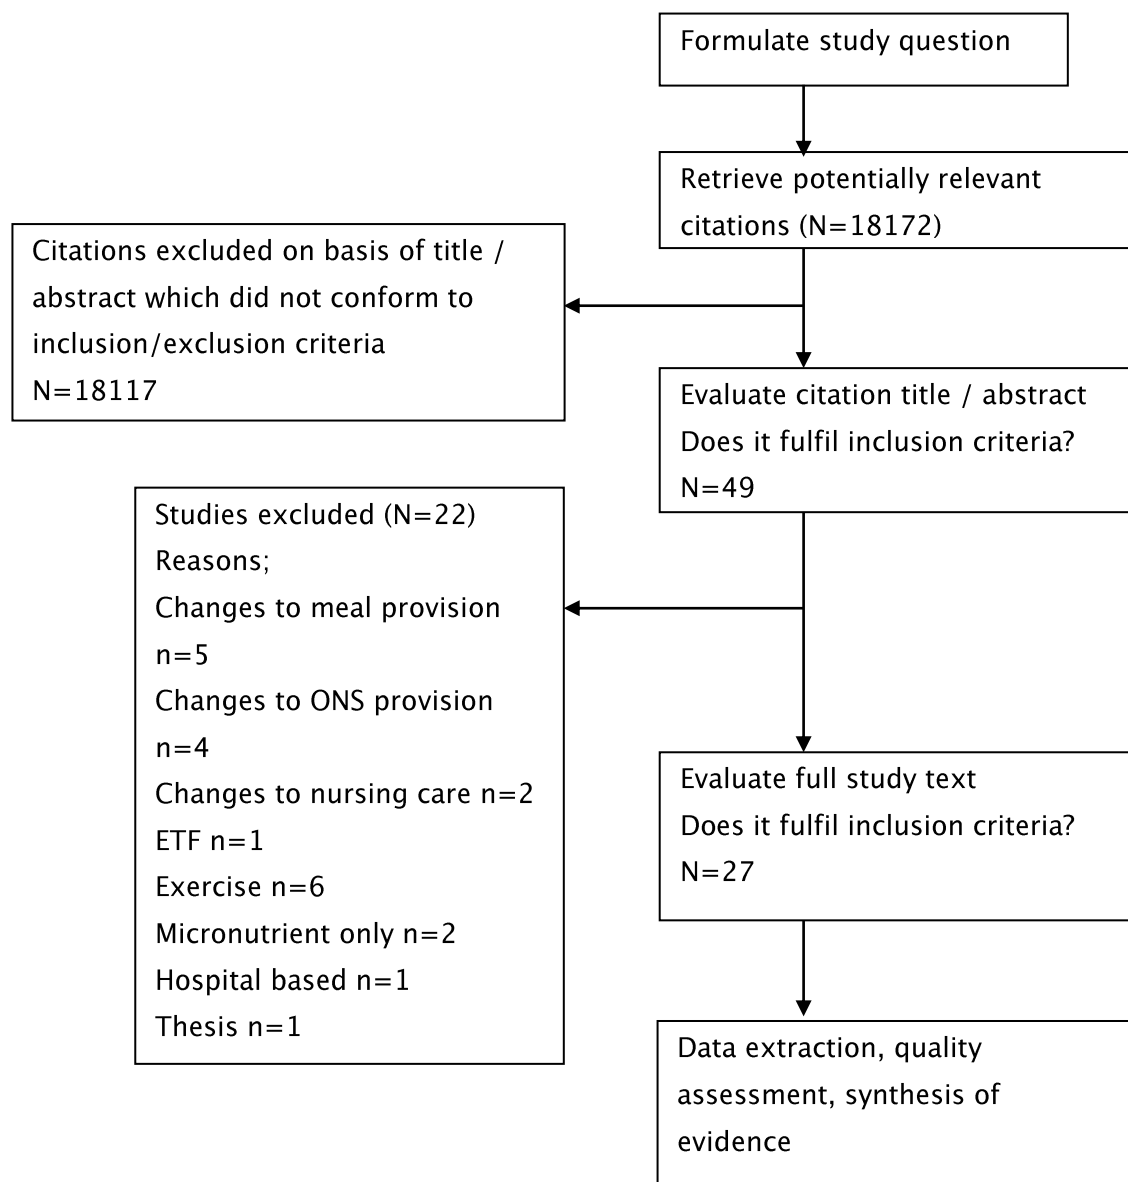 Formulate study question
Retrieve potentially relevant
citations (N=18172)
Citations excluded on basis of title /
abstract which did not conform to
inclusion/exclusion criteria
N=18117
Evaluate citation title / abstract
Does it fulfil inclusion criteria?
N=49
Studies excluded (N=22)
Reasons;
Changes to meal provision
n=5
Changes to ONS provision
n=4
Changes to nursing care n=2
ETF n=1
Exercise n=6
Micronutrient only n=2
Hospital based n=1
Thesis n=1
Evaluate full study text
Does it fulfil inclusion criteria?
N=27
Data extraction, quality
assessment, synthesis of
evidence